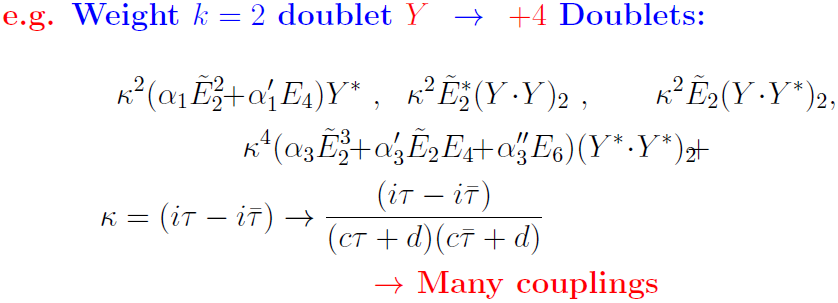 e.g. Weight k = 2 doublet Y → +4 Doublets:
κ²(α₁Ẽ₂²+α′₁E₄)Y* , κ²Ẽ₂*(Y·Y)₂ , κ²Ẽ₂(Y·Y*)₂,
κ⁴(α₃Ẽ₂³+α′₃Ẽ₂E₄+α″₃E₆)(Y*·Y*)₂+
κ = (iτ − iτ̄) → (iτ − iτ̄) / (cτ + d)(cτ̄ + d)
→ Many couplings